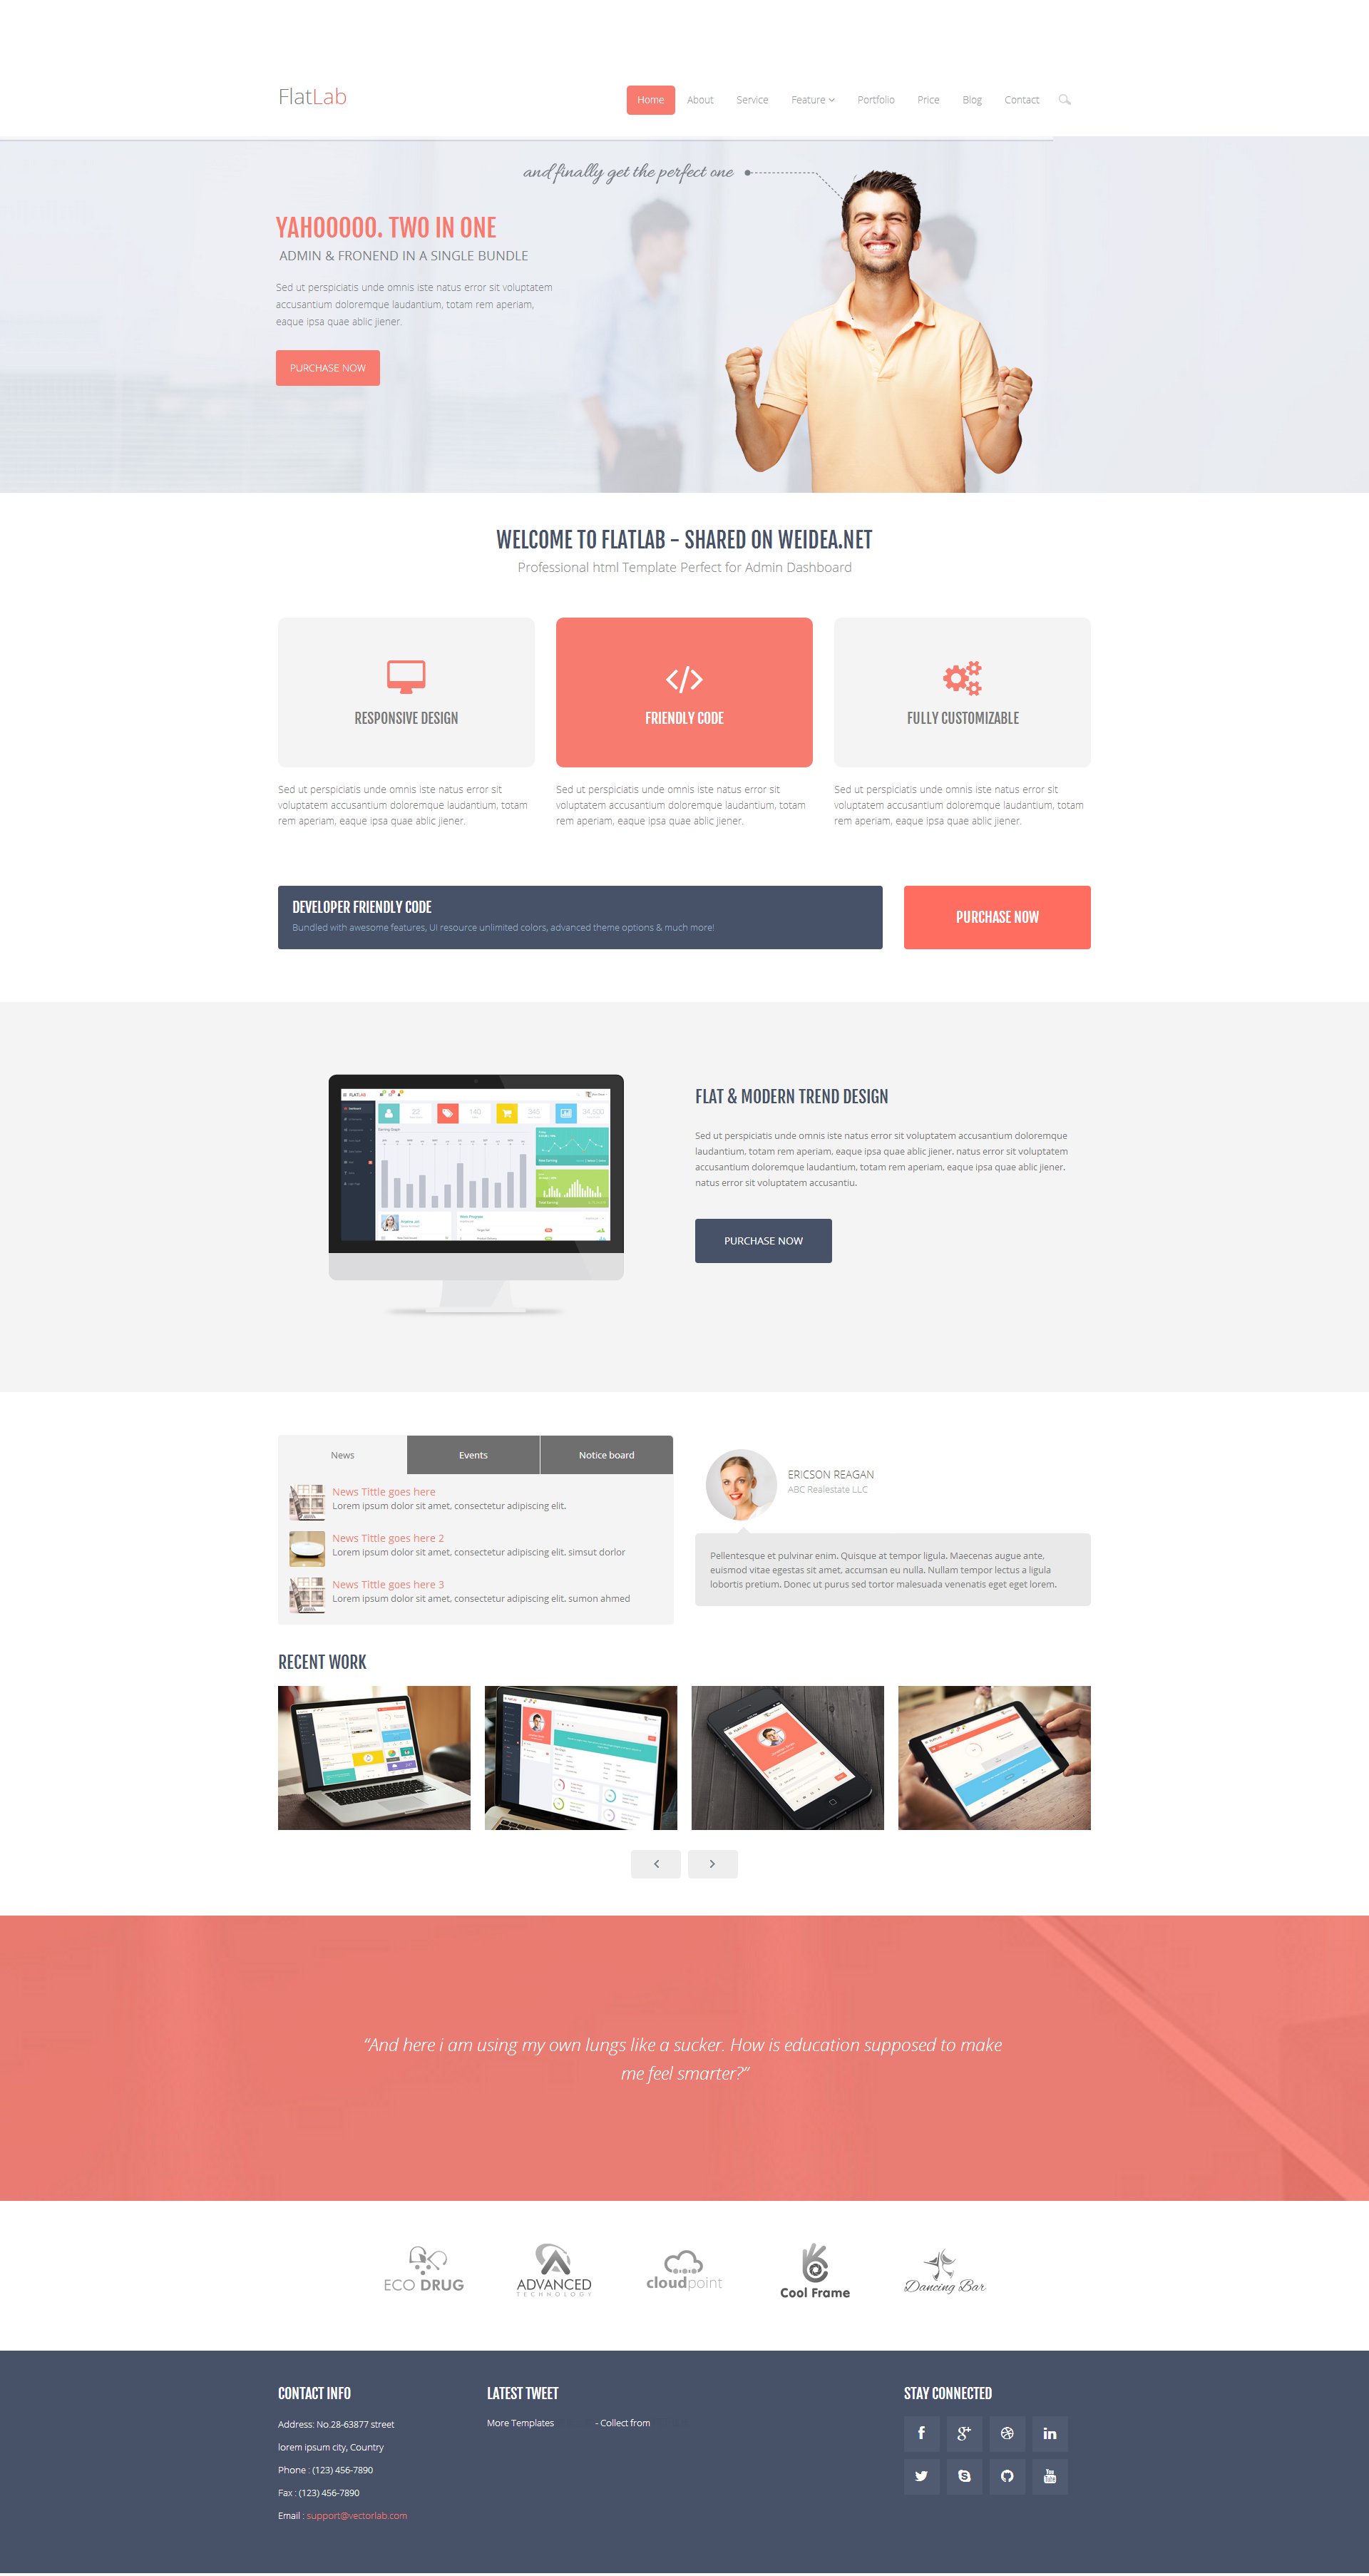 FlatLab
Home About Service Feature Portfolio Price Blog Contact
and finally get the perfect one
YAHOOOOO. TWO IN ONE
ADMIN & FRONEND IN A SINGLE BUNDLE
Sed ut perspiciatis unde omnis iste natus error sit voluptatem
accusantium doloremque laudantium, totam rem aperiam,
eaque ipsa quae ablic jiener.
PURCHASE NOW
WELCOME TO FLATLAB - SHARED ON WEIDEA.NET
Professional html Template Perfect for Admin Dashboard
RESPONSIVE DESIGN
Sed ut perspiciatis unde omnis iste natus error sit
voluptatem accusantium doloremque laudantium, totam
rem aperiam, eaque ipsa quae ablic jiener.
FRIENDLY CODE
Sed ut perspiciatis unde omnis iste natus error sit
voluptatem accusantium doloremque laudantium, totam
rem aperiam, eaque ipsa quae ablic jiener.
FULLY CUSTOMIZABLE
Sed ut perspiciatis unde omnis iste natus error sit
voluptatem accusantium doloremque laudantium, totam
rem aperiam, eaque ipsa quae ablic jiener.
DEVELOPER FRIENDLY CODE
Bundled with awesome features, UI resource unlimited colors, advanced theme options & much more!
PURCHASE NOW
FLATLAB
22
140
345
34,500
FLAT & MODERN TREND DESIGN
Sed ut perspiciatis unde omnis iste natus error sit voluptatem accusantium doloremque
laudantium, totam rem aperiam, eaque ipsa quae ablic jiener. natus error sit voluptatem
accusantium doloremque laudantium, totam rem aperiam, eaque ipsa quae ablic jiener.
natus error sit voluptatem accusantiu.
PURCHASE NOW
News Events Notice board
News Tittle goes here
Lorem ipsum dolor sit amet, consectetur adipiscing elit.
News Tittle goes here 2
Lorem ipsum dolor sit amet, consectetur adipiscing elit, simsut dorlor
News Tittle goes here 3
Lorem ipsum dolor sit amet, consectetur adipiscing elit, sumon ahmed
ERICSON REAGAN
ABC Realestate LLC
Pellentesque et pulvinar enim. Quisque at tempor ligula. Maecenas augue ante,
euismod vitae egestas sit amet, accumsan eu nulla. Nullam tempor lectus a ligula
lobortis pretium. Donec ut purus sed tortor malesuada venenatis eget eget lorem.
RECENT WORK
“And here i am using my own lungs like a sucker. How is education supposed to make
me feel smarter?”
ECO DRUG
ADVANCED
TECHNOLOGY
cloudpoint
Cool Frame
Dancing Bar
CONTACT INFO
Address: No.28-63877 street
lorem ipsum city, Country
Phone : (123) 456-7890
Fax : (123) 456-7890
Email : support@vectorlab.com
LATEST TWEET
More Templates - Collect from
STAY CONNECTED